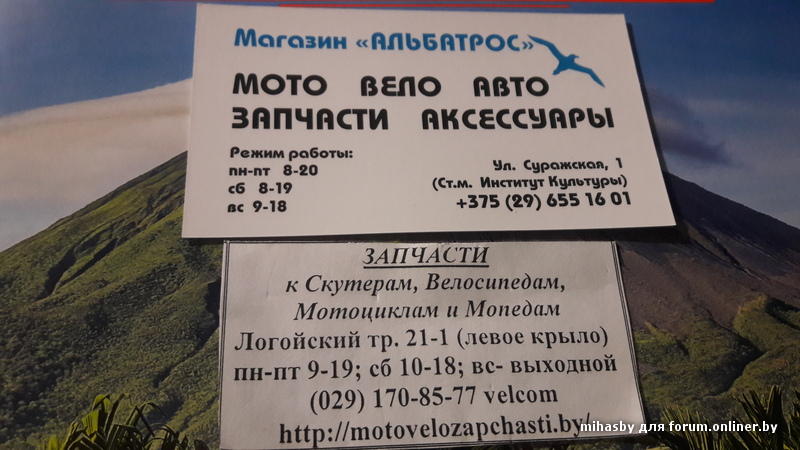 Магазин «АЛЬБАТРОС»
МОТО ВЕЛО АВТО
ЗАПЧАСТИ АКСЕССУАРЫ
Режим работы:
пн-пт 8-20
сб 8-19
вс 9-18
Ул. Суражская, 1
(Ст.м. Институт Культуры)
+375 (29) 655 16 01
ЗАПЧАСТИ
к Скутерам, Велосипедам,
Мотоциклам и Мопедам
Логойский тр. 21-1 (левое крыло)
пн-пт 9-19; сб 10-18; вс- выходной
(029) 170-85-77 velcom
http://motovelozapchasti.by/
mihasby для forum.onliner.by